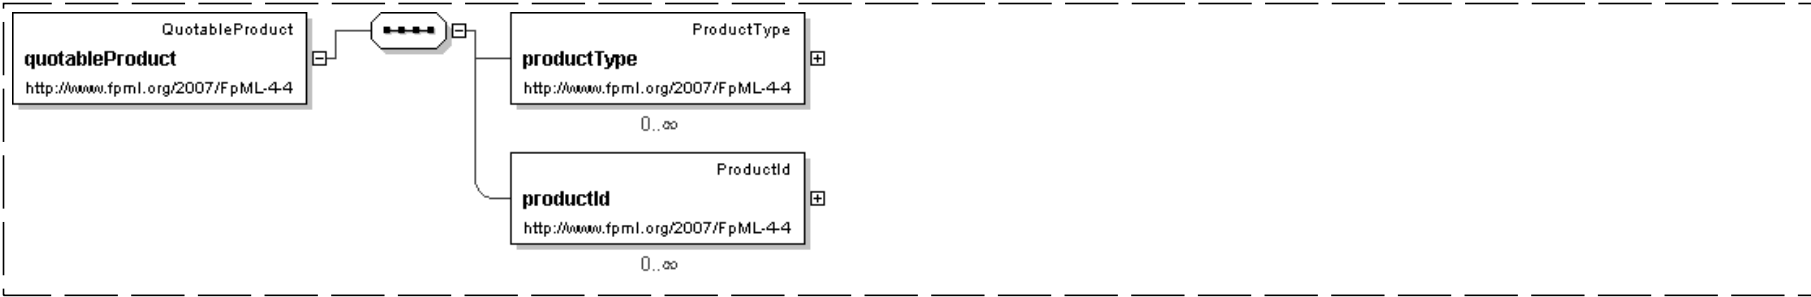 QuotableProduct
quotableProduct
http://www.fpml.org/2007/FpML-4-4
ProductType
productType
http://www.fpml.org/2007/FpML-4-4
0..∞
ProductId
productId
http://www.fpml.org/2007/FpML-4-4
0..∞